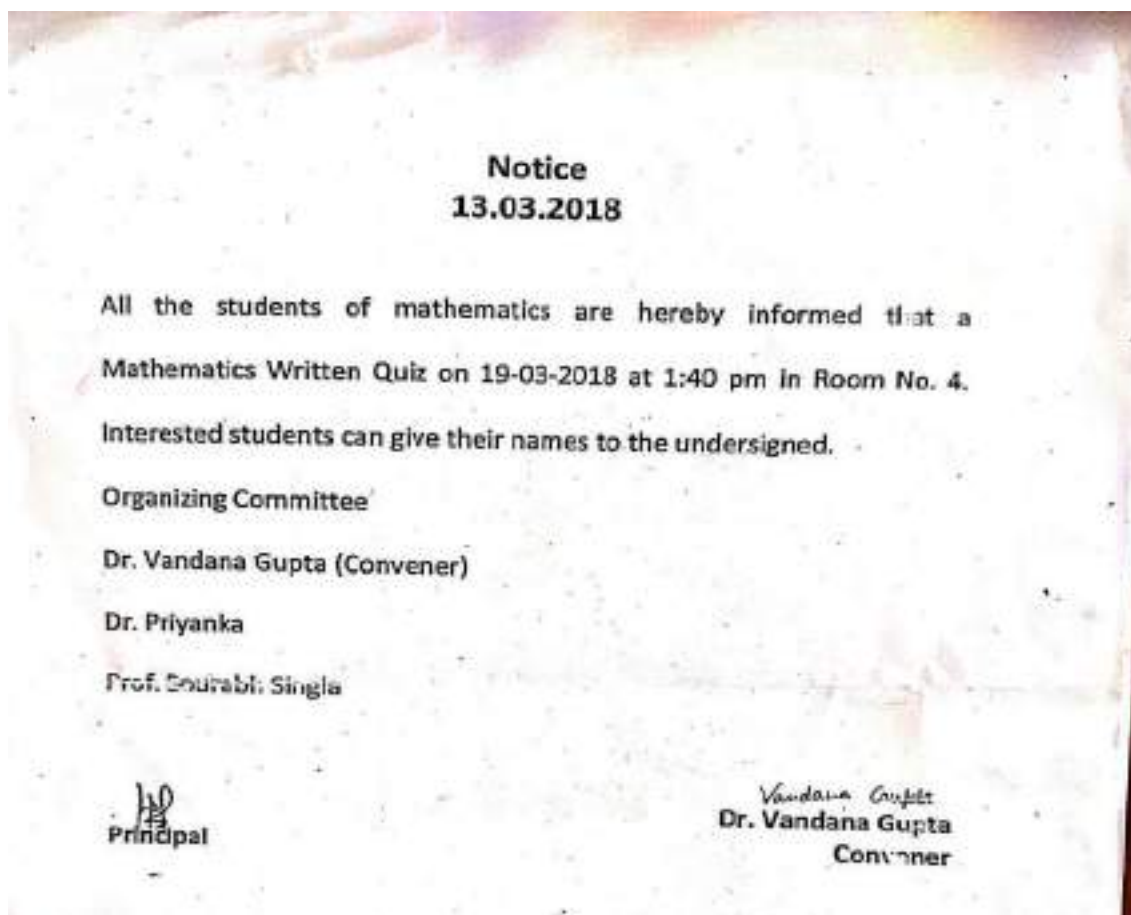 Notice
13.03.2018
All the students of mathematics are hereby informed that a
Mathematics Written Quiz on 19-03-2018 at 1:40 pm in Room No. 4.
Interested students can give their names to the undersigned.
Organizing Committee
Dr. Vandana Gupta (Convener)
Dr. Priyanka
Prof. Sourabh Singla
Principal
Vandana Gupta
Dr. Vandana Gupta
Convener